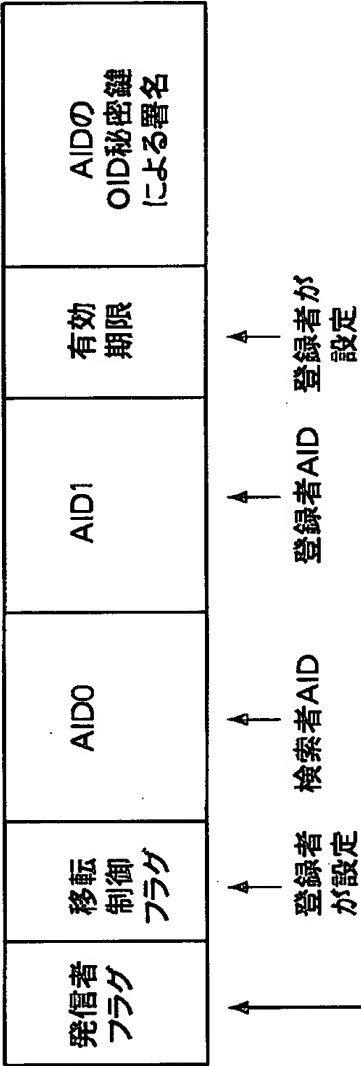 発信者
フラグ
移転
制御
フラグ
AID0
AID1
有効
期限
AIDの
OID秘密鍵
による署名
登録者
が設定
検索者AID
登録者AID
登録者が
設定